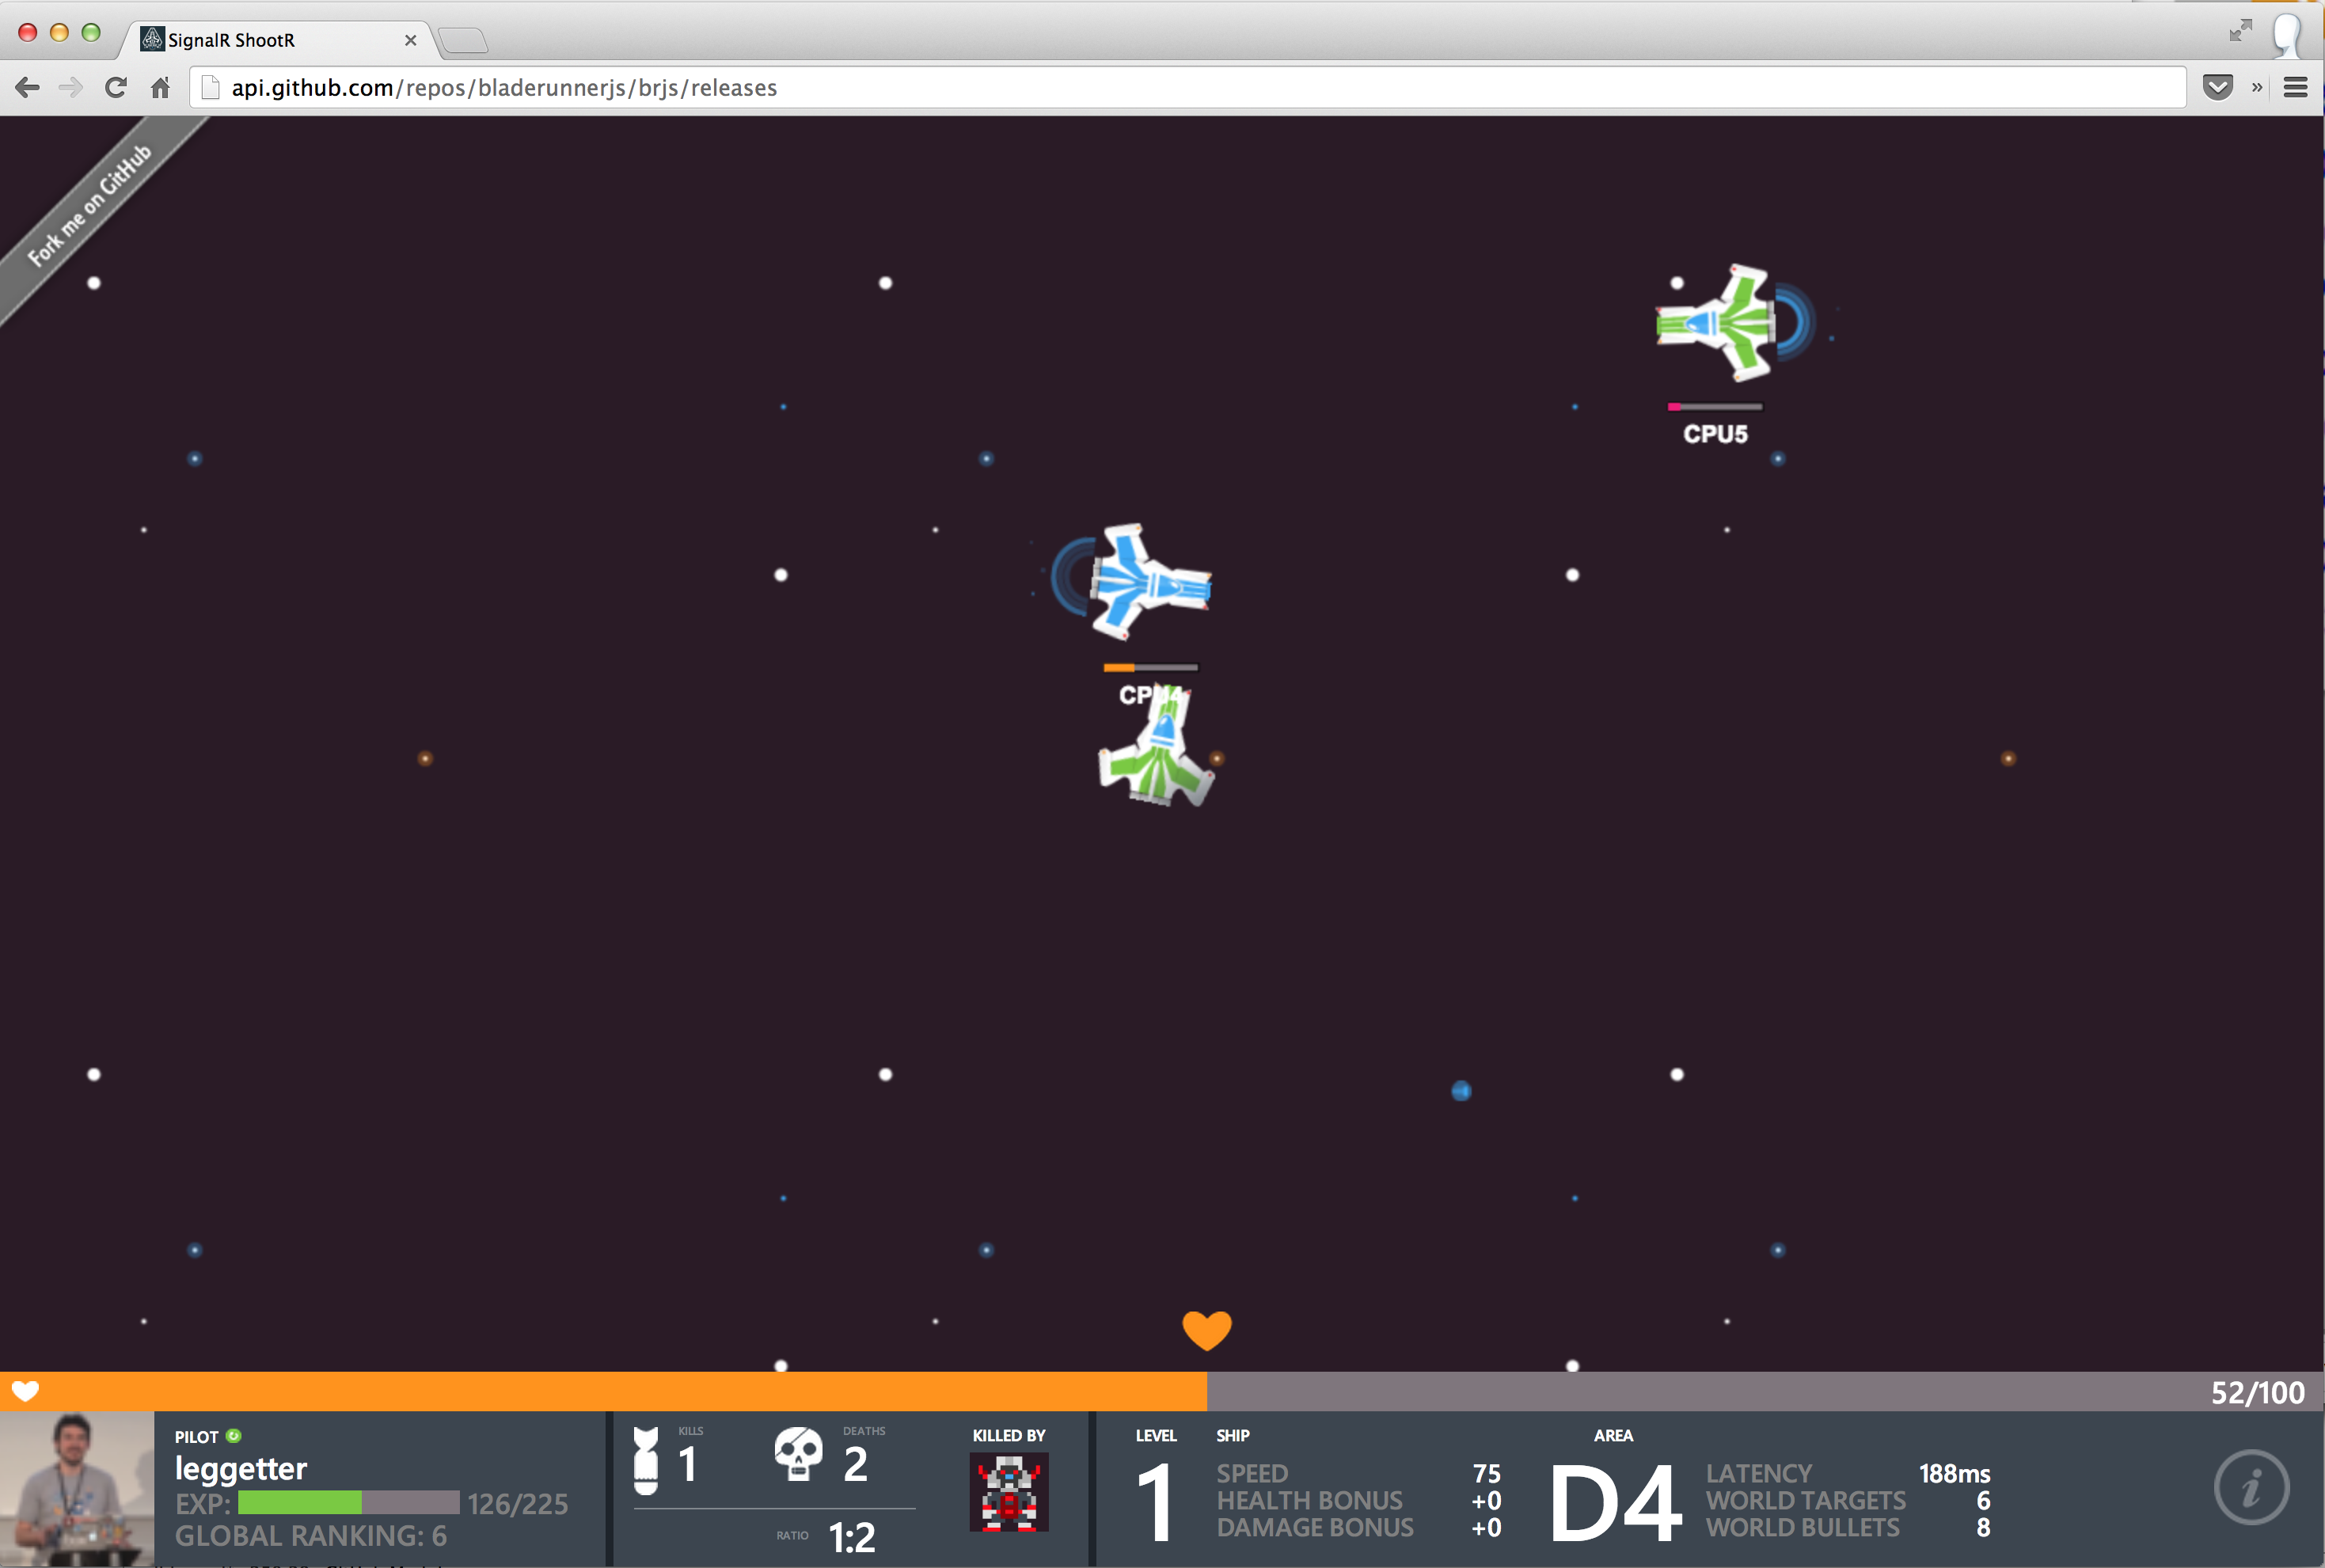 SignalR ShootR
api.github.com/repos/bladerunnerjs/brjs/releases
Fork me on GitHub
CPU5
CPU4
52/100
PILOT
leggetter
EXP: 126/225
GLOBAL RANKING: 6
KILLS
1
DEATHS
2
RATIO 1:2
KILLED BY
LEVEL
1
SHIP
SPEED 75
HEALTH BONUS +0
DAMAGE BONUS +0
AREA
D4
LATENCY 188ms
WORLD TARGETS 6
WORLD BULLETS 8